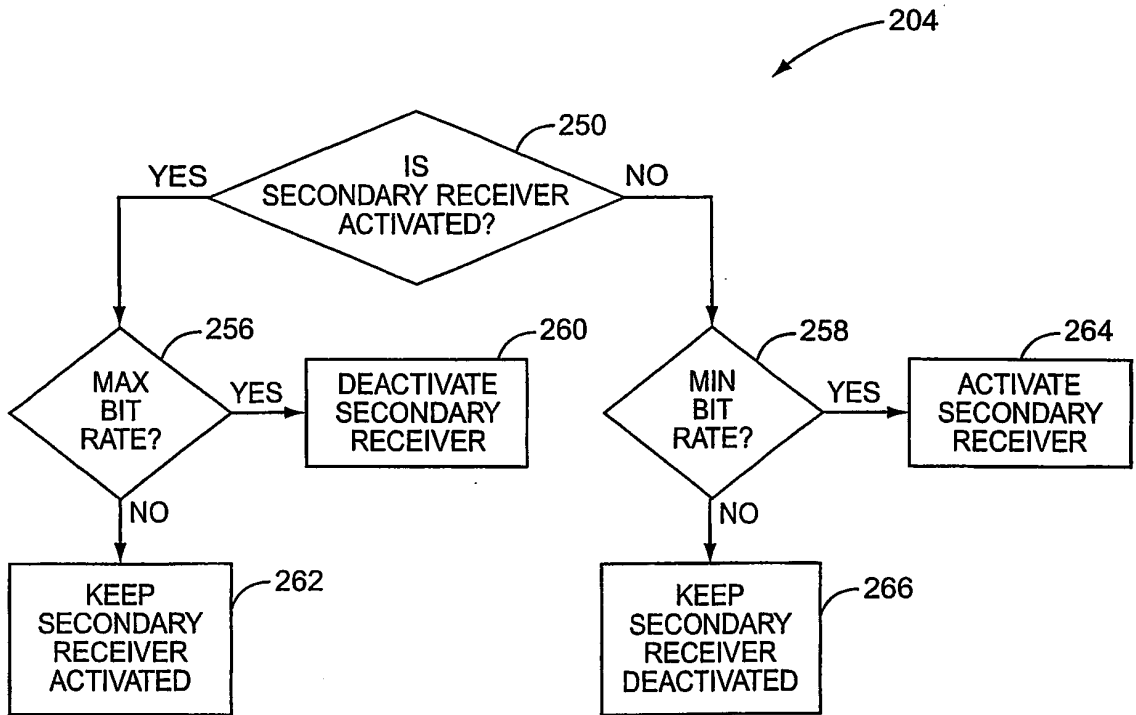 204
250
IS
SECONDARY RECEIVER
ACTIVATED?
YES
NO
256
MAX
BIT
RATE?
YES
260
DEACTIVATE
SECONDARY
RECEIVER
258
MIN
BIT
RATE?
YES
264
ACTIVATE
SECONDARY
RECEIVER
NO
262
KEEP
SECONDARY
RECEIVER
ACTIVATED
NO
266
KEEP
SECONDARY
RECEIVER
DEACTIVATED